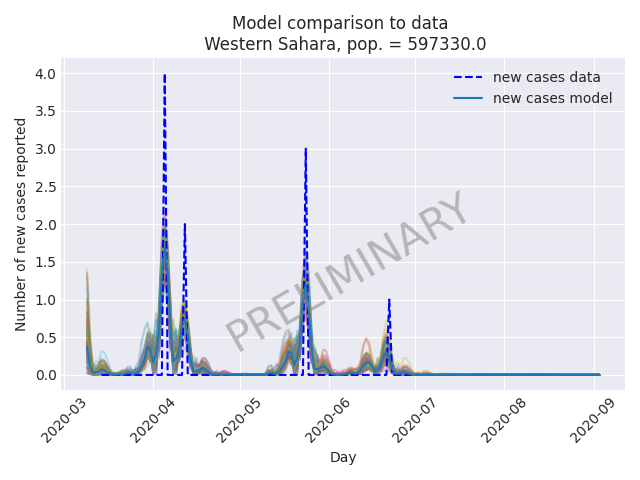 Model comparison to data
Western Sahara, pop. = 597330.0
new cases data
new cases model
4.0
3.5
3.0
2.5
2.0
1.5
1.0
0.5
0.0
Number of new cases reported
PRELIMINARY
2020-03
2020-04
2020-05
2020-06
2020-07
2020-08
2020-09
Day